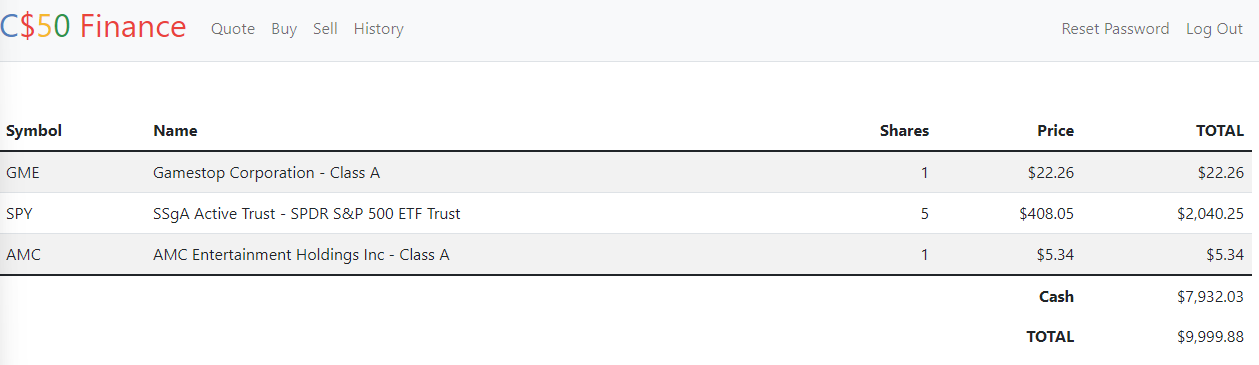 C$50 Finance Quote Buy Sell History Reset Password Log Out
Symbol Name Shares Price TOTAL
GME Gamestop Corporation - Class A 1 $22.26 $22.26
SPY SSgA Active Trust - SPDR S&P 500 ETF Trust 5 $408.05 $2,040.25
AMC AMC Entertainment Holdings Inc - Class A 1 $5.34 $5.34
Cash $7,932.03
TOTAL $9,999.88